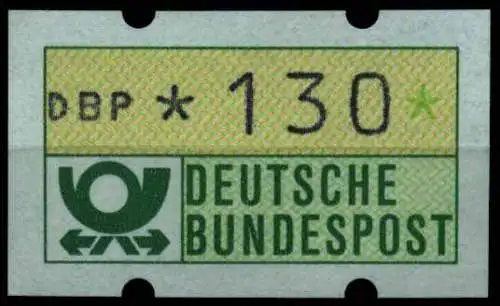 DBP *130*
DEUTSCHE
BUNDESPOST